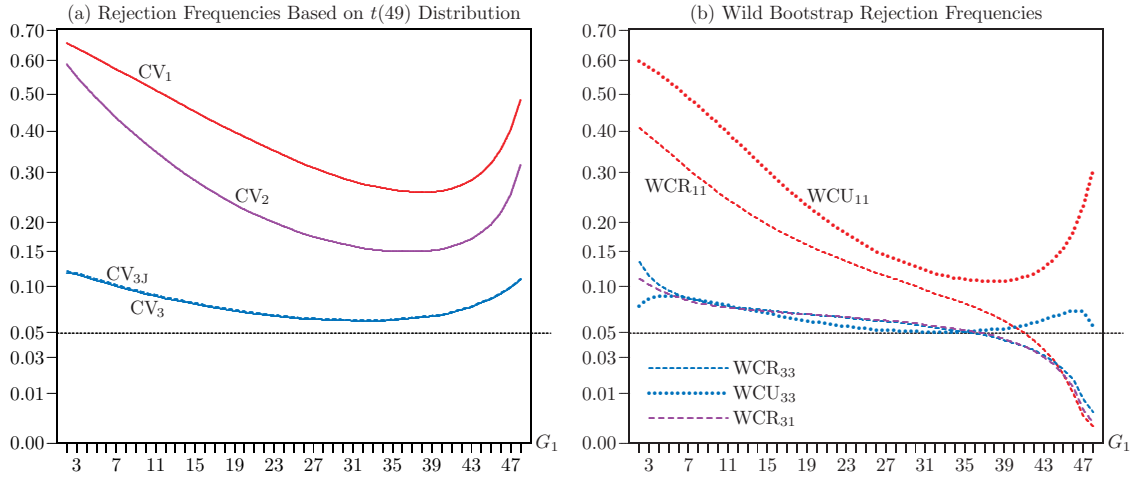 (a) Rejection Frequencies Based on t(49) Distribution
0.70
0.60
0.50
0.40
0.30
0.20
0.15
0.10
0.05
0.03
0.01
0.00
CV₁
CV₂
CV₃J
CV₃
3 7 11 15 19 23 27 31 35 39 43 47
G₁
(b) Wild Bootstrap Rejection Frequencies
0.70
0.60
0.50
0.40
0.30
0.20
0.15
0.10
0.05
0.03
0.01
0.00
WCR₁₁
WCU₁₁
WCR₃₃
WCU₃₃
WCR₃₁
3 7 11 15 19 23 27 31 35 39 43 47
G₁